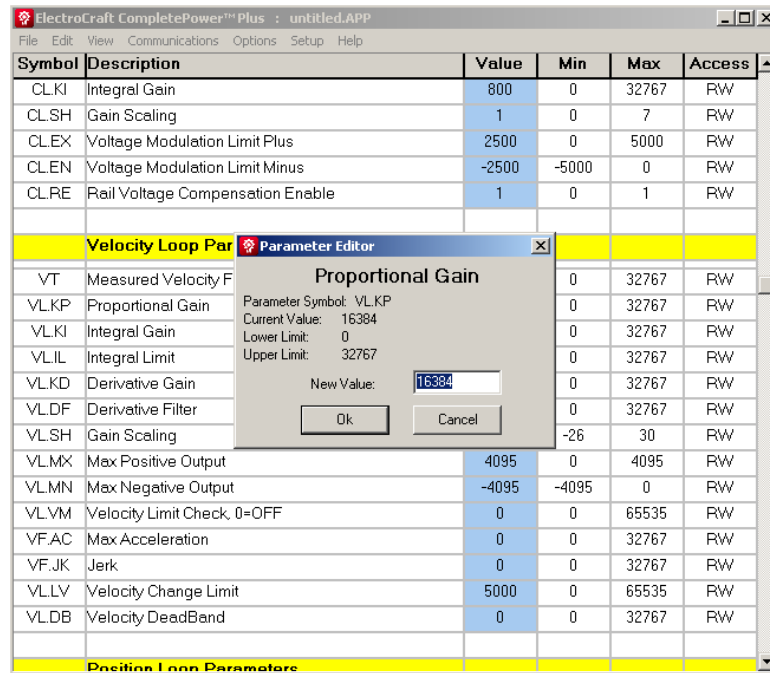 ElectroCraft CompletePower™ Plus : untitled.APP
File Edit View Communications Options Setup Help
Symbol Description Value Min Max Access
CL.KI Integral Gain 800 0 32767 RW
CL.SH Gain Scaling 1 0 7 RW
CL.EX Voltage Modulation Limit Plus 2500 0 5000 RW
CL.EN Voltage Modulation Limit Minus -2500 -5000 0 RW
CL.RE Rail Voltage Compensation Enable 1 0 1 RW
Velocity Loop Par
VT Measured Velocity F 0 32767 RW
VL.KP Proportional Gain 0 32767 RW
VL.KI Integral Gain 0 32767 RW
VL.IL Integral Limit 0 32767 RW
VL.KD Derivative Gain 0 32767 RW
VL.DF Derivative Filter 0 32767 RW
VL.SH Gain Scaling -26 30 RW
Parameter Editor
Proportional Gain
Parameter Symbol: VL.KP
Current Value: 16384
Lower Limit: 0
Upper Limit: 32767
New Value: 16384
Ok Cancel
VL.MX Max Positive Output 4095 0 4095 RW
VL.MN Max Negative Output -4095 -4095 0 RW
VL.VM Velocity Limit Check, 0=OFF 0 0 65535 RW
VF.AC Max Acceleration 0 0 32767 RW
VF.JK Jerk 0 0 32767 RW
VL.LV Velocity Change Limit 5000 0 65535 RW
VL.DB Velocity DeadBand 0 0 32767 RW
Position Loop Parameters